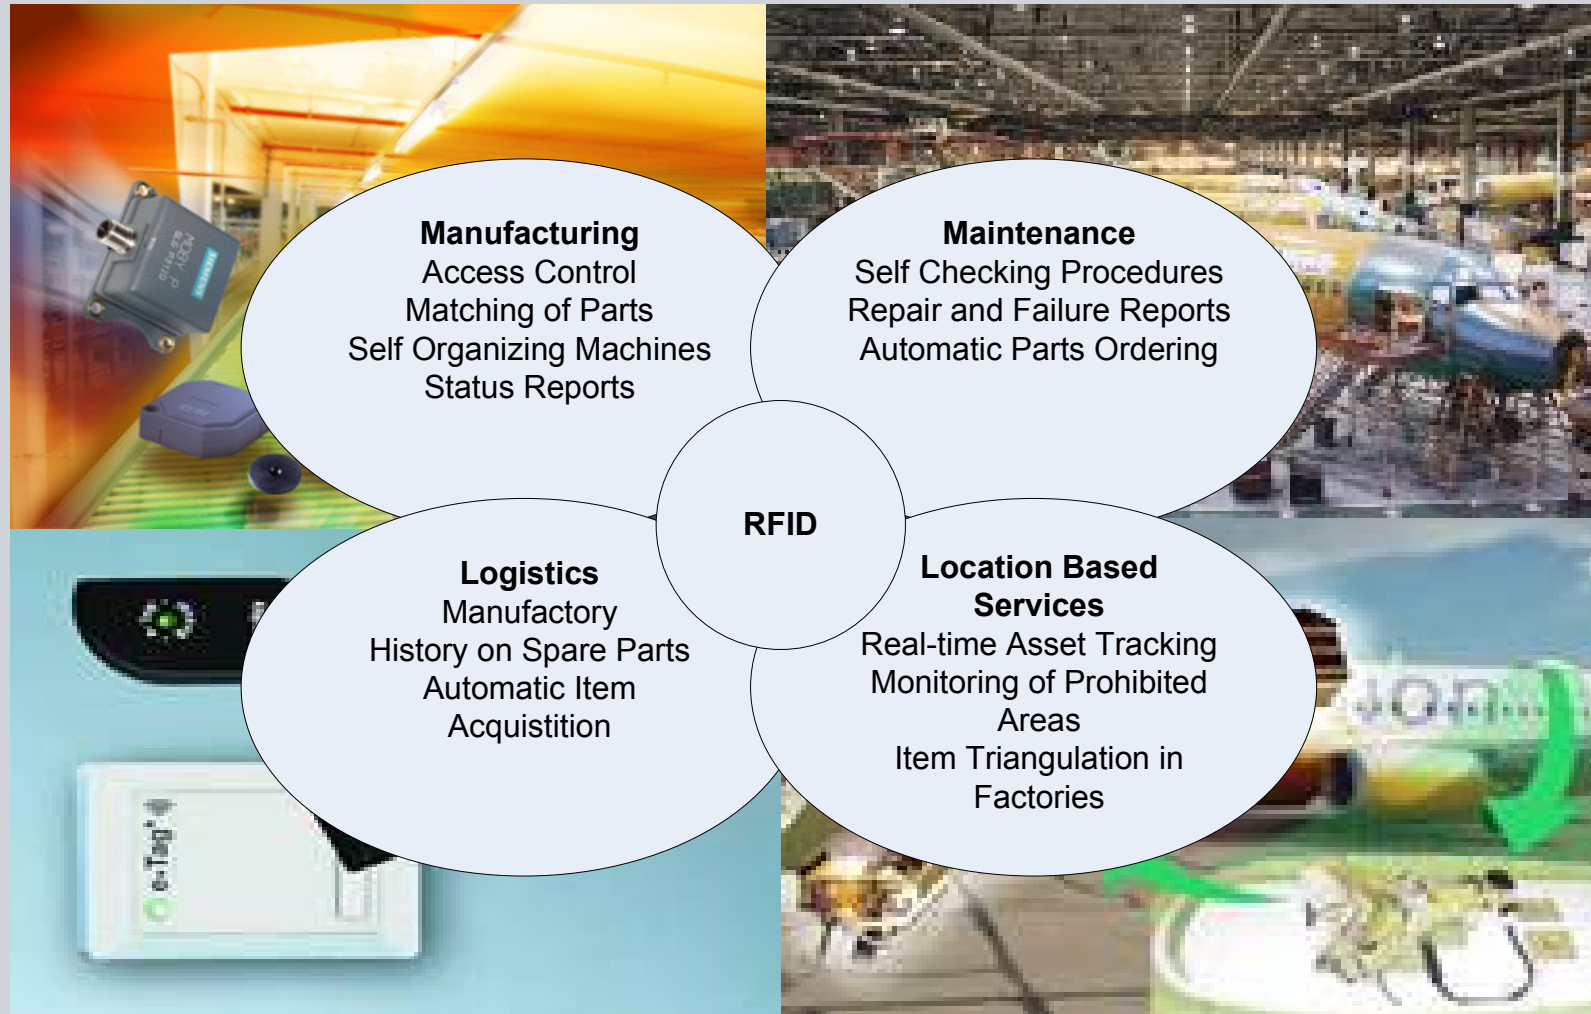 Manufacturing
Access Control
Matching of Parts
Self Organizing Machines
Status Reports
Maintenance
Self Checking Procedures
Repair and Failure Reports
Automatic Parts Ordering
RFID
Logistics
Manufactory
History on Spare Parts
Automatic Item
Acquistition
Location Based
Services
Real-time Asset Tracking
Monitoring of Prohibited
Areas
Item Triangulation in
Factories
MOBY P
SIEMENS
e-Tag